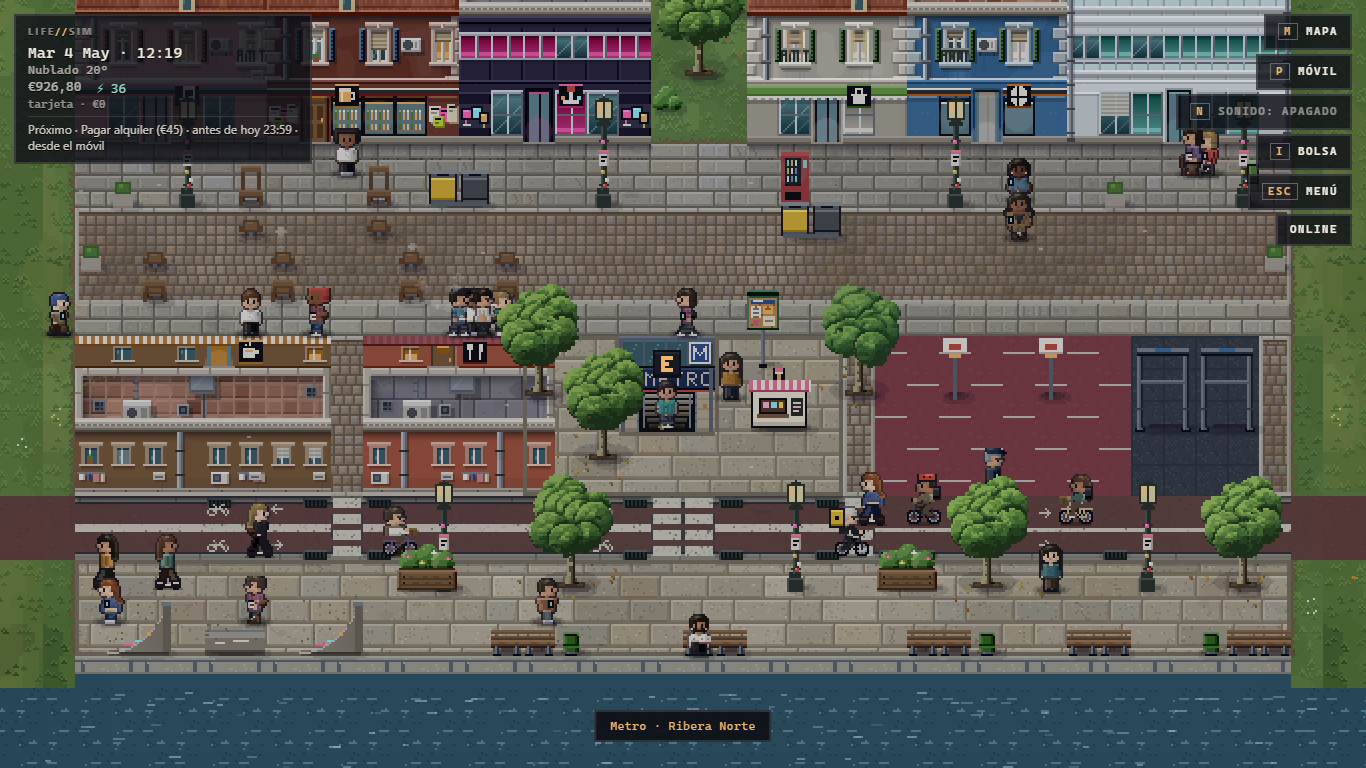 LIFE//SIM
Mar 4 May · 12:19
Nublado 20°
€926,80 ⚡ 36
tarjeta · €0
Próximo · Pagar alquiler (€45) · antes de hoy 23:59 ·
desde el móvil
M MAPA
P MÓVIL
N SONIDO: APAGADO
I BOLSA
ESC MENÚ
ONLINE
M
E
METRO
Metro · Ribera Norte